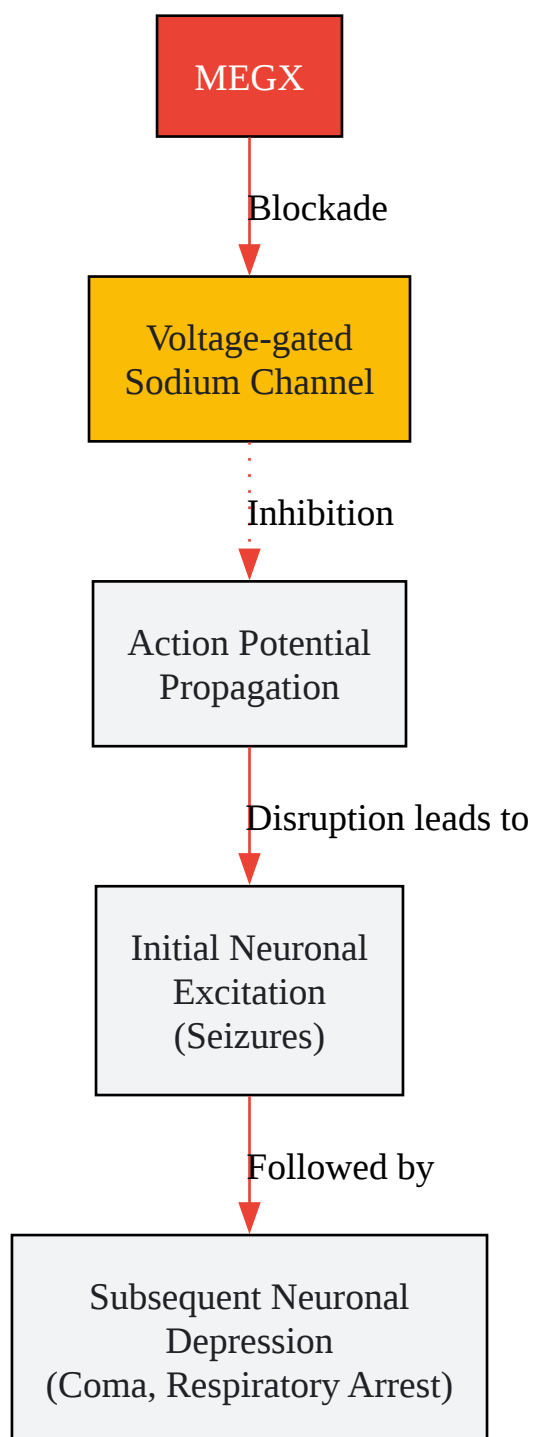 MEGX
Blockade
Voltage-gated
Sodium Channel
Inhibition
Action Potential
Propagation
Disruption leads to
Initial Neuronal
Excitation
(Seizures)
Followed by
Subsequent Neuronal
Depression
(Coma, Respiratory Arrest)